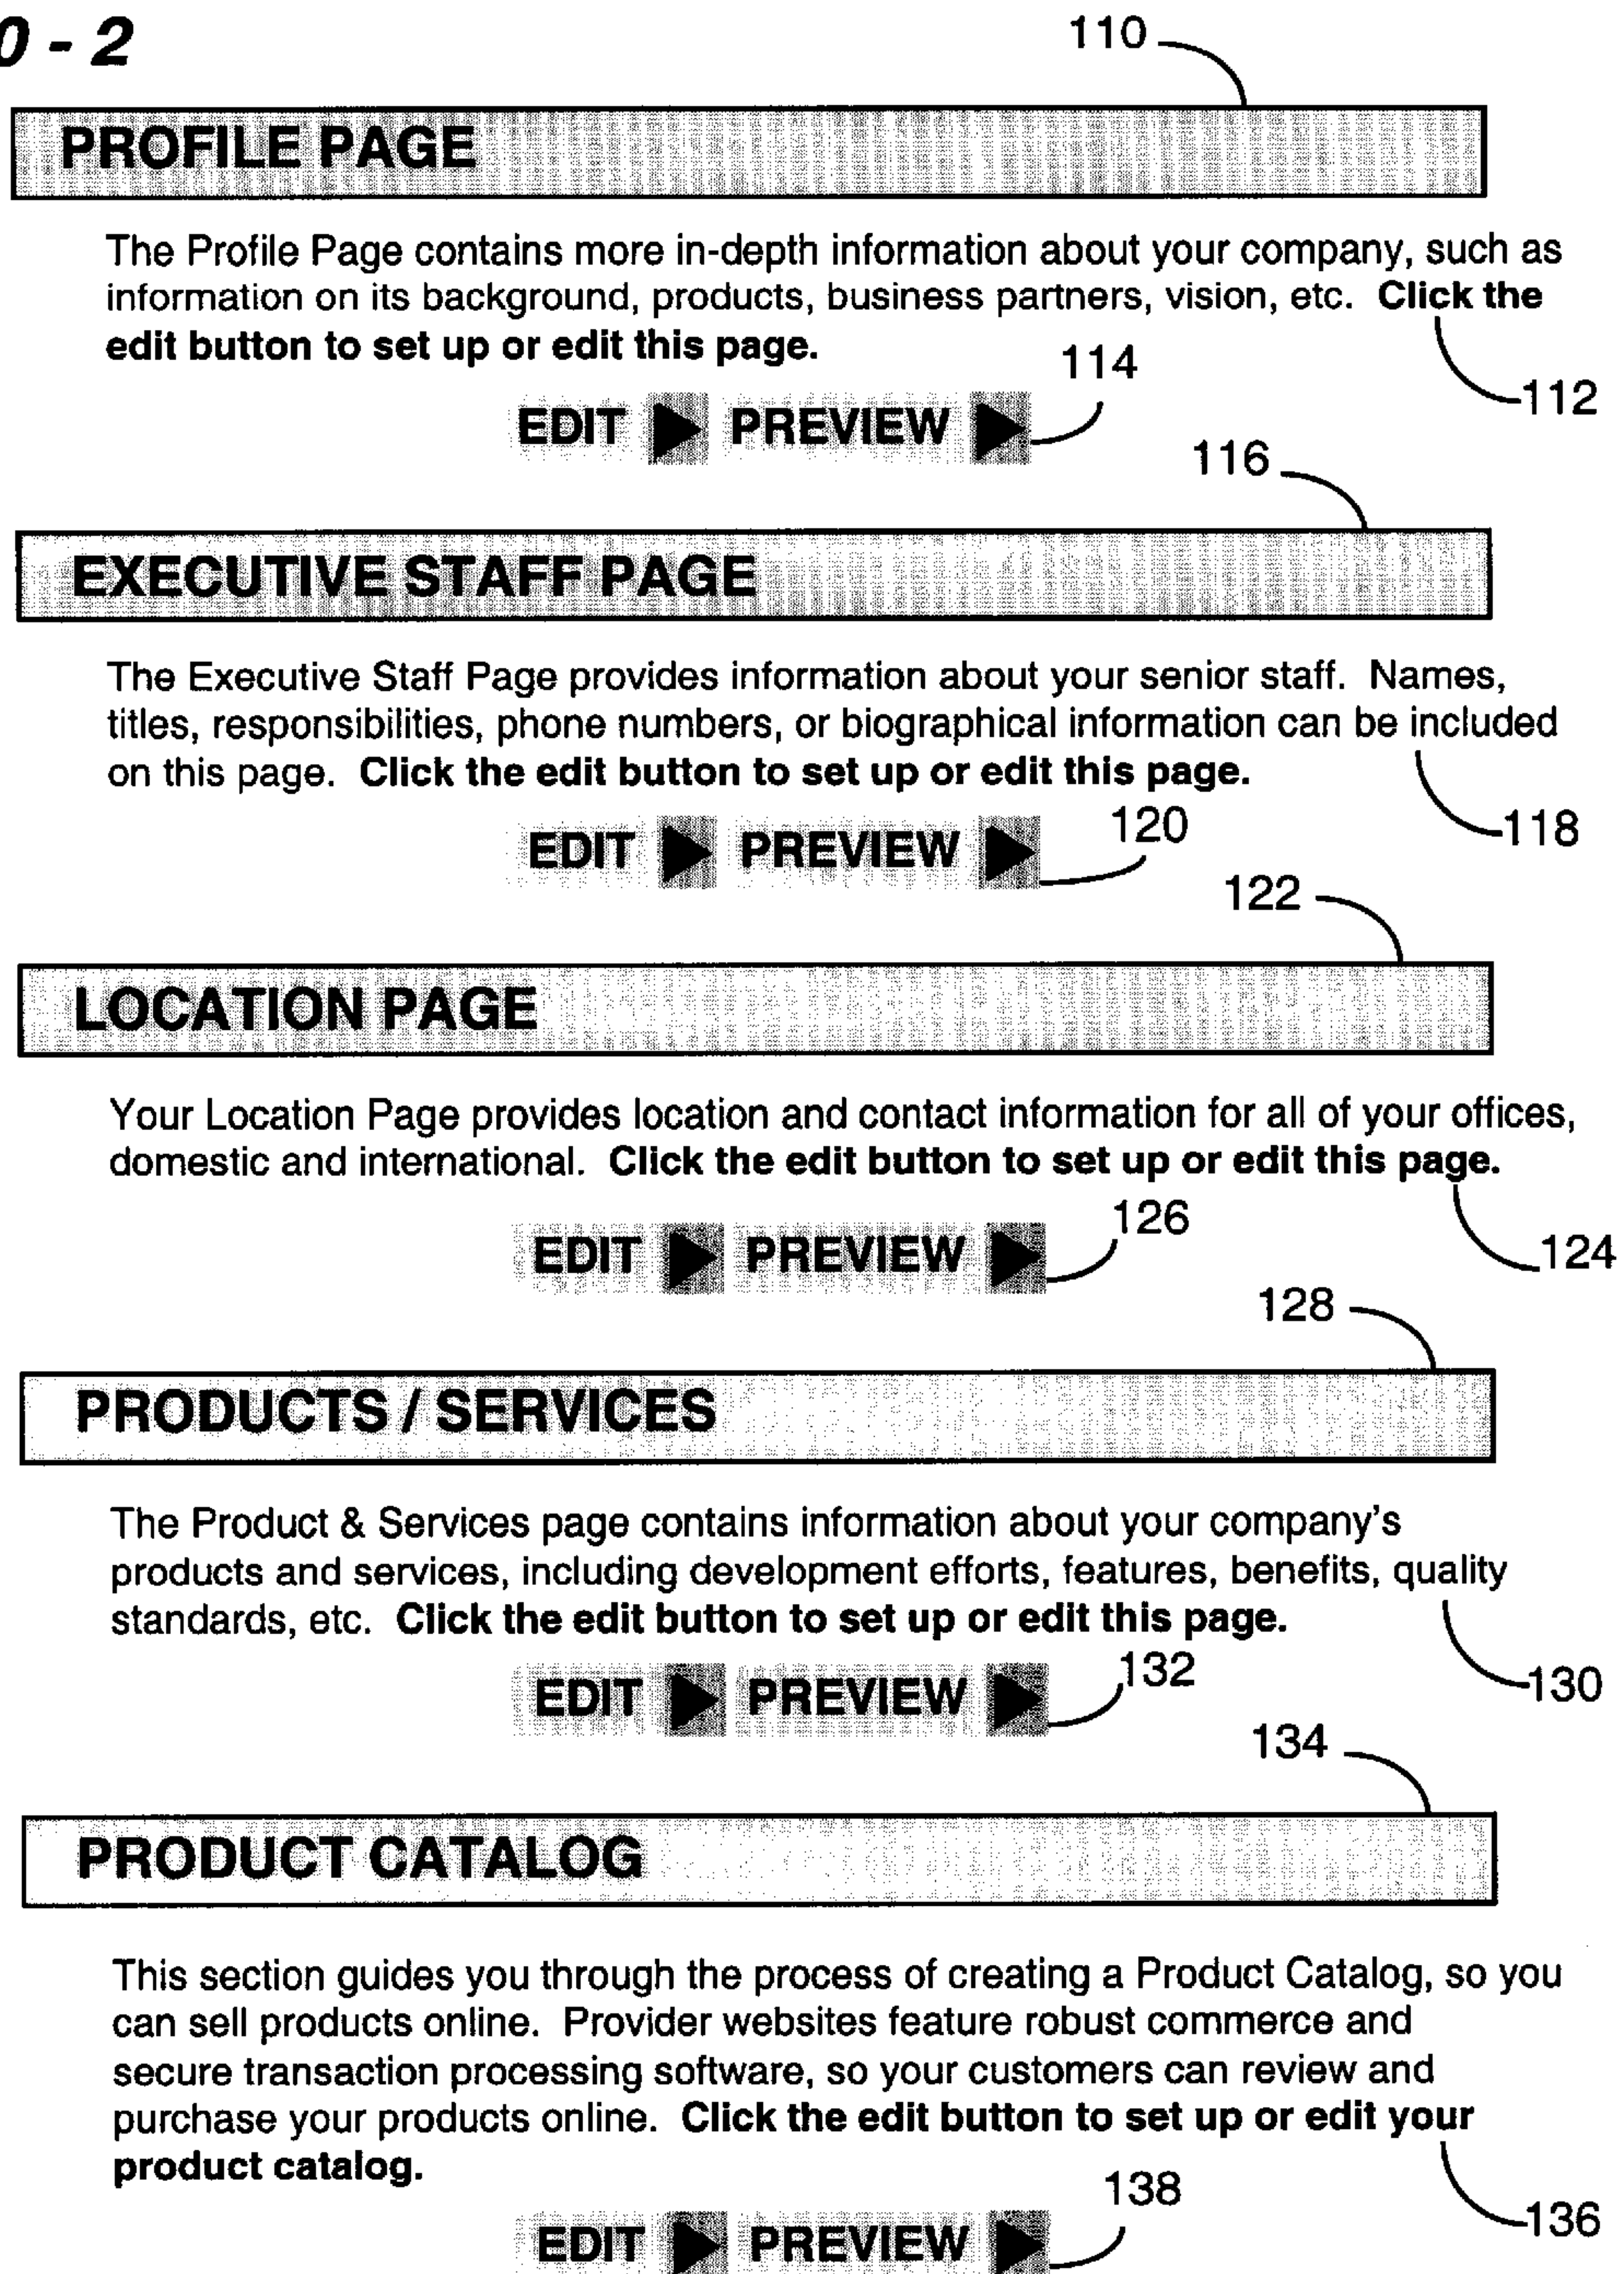 0 - 2
110
PROFILE PAGE
The Profile Page contains more in-depth information about your company, such as
information on its background, products, business partners, vision, etc.  Click the
edit button to set up or edit this page.
114
112
EDIT ▶ PREVIEW ▶
116
EXECUTIVE STAFF PAGE
The Executive Staff Page provides information about your senior staff.  Names,
titles, responsibilities, phone numbers, or biographical information can be included
on this page.  Click the edit button to set up or edit this page.
120
118
EDIT ▶ PREVIEW ▶
122
LOCATION PAGE
Your Location Page provides location and contact information for all of your offices,
domestic and international.  Click the edit button to set up or edit this page.
126
124
EDIT ▶ PREVIEW ▶
128
PRODUCTS / SERVICES
The Product & Services page contains information about your company's
products and services, including development efforts, features, benefits, quality
standards, etc.  Click the edit button to set up or edit this page.
132
130
EDIT ▶ PREVIEW ▶
134
PRODUCT CATALOG
This section guides you through the process of creating a Product Catalog, so you
can sell products online.  Provider websites feature robust commerce and
secure transaction processing software, so your customers can review and
purchase your products online.  Click the edit button to set up or edit your
product catalog.
138
136
EDIT ▶ PREVIEW ▶